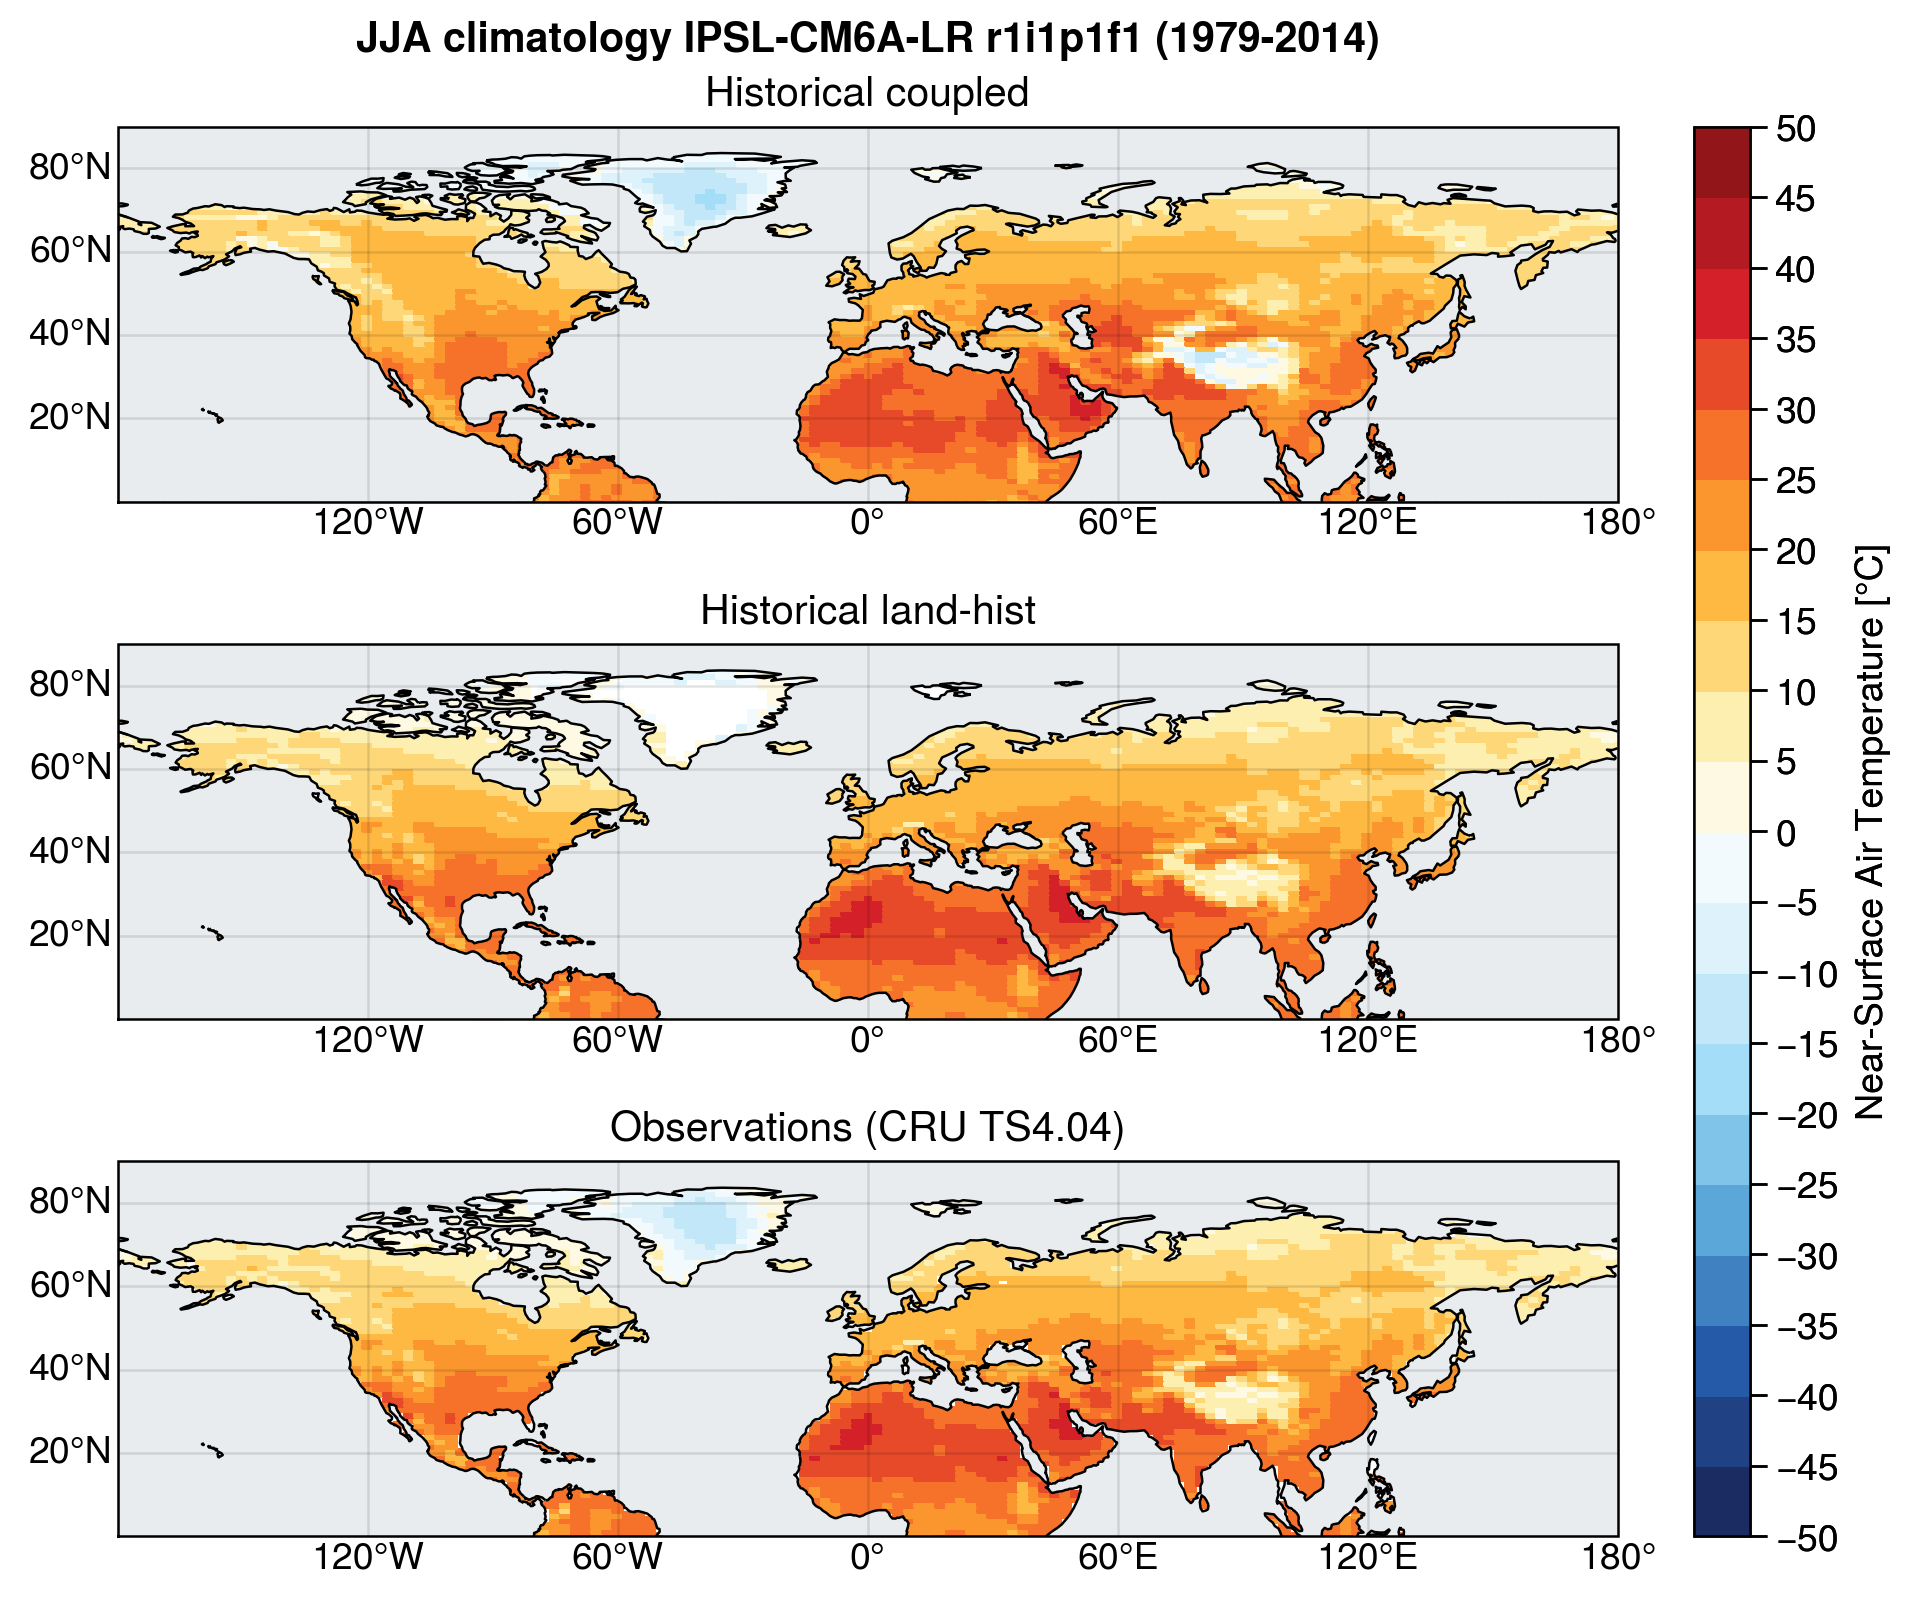 JJA climatology IPSL-CM6A-LR r1i1p1f1 (1979-2014)
Historical coupled
80°N
60°N
40°N
20°N
120°W 60°W 0° 60°E 120°E 180°
Historical land-hist
80°N
60°N
40°N
20°N
120°W 60°W 0° 60°E 120°E 180°
Observations (CRU TS4.04)
80°N
60°N
40°N
20°N
120°W 60°W 0° 60°E 120°E 180°
50
45
40
35
30
25
20
15
10
5
0
−5
−10
−15
−20
−25
−30
−35
−40
−45
−50
Near-Surface Air Temperature [°C]